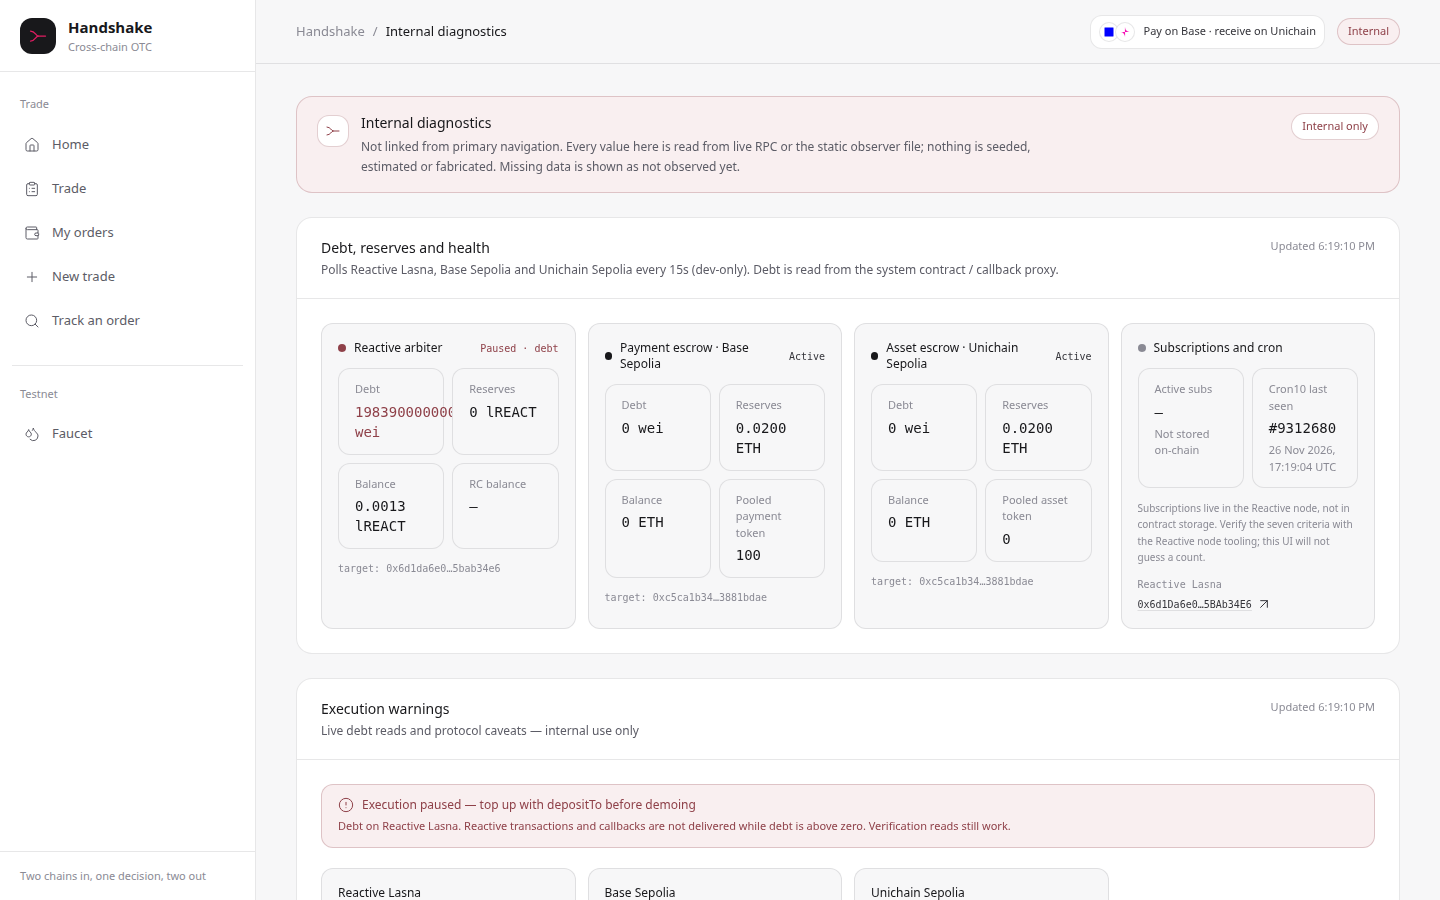 Handshake
Cross-chain OTC
Trade
Home
Trade
My orders
New trade
Track an order
Testnet
Faucet
Two chains in, one decision, two out
Handshake / Internal diagnostics
Pay on Base · receive on Unichain
Internal
Internal diagnostics
Not linked from primary navigation. Every value here is read from live RPC or the static observer file; nothing is seeded,
estimated or fabricated. Missing data is shown as not observed yet.
Internal only
Debt, reserves and health
Updated 6:19:10 PM
Polls Reactive Lasna, Base Sepolia and Unichain Sepolia every 15s (dev-only). Debt is read from the system contract / callback proxy.
Reactive arbiter
Paused · debt
Debt
198390000000
wei
Reserves
0 lREACT
Balance
0.0013
lREACT
RC balance
—
target: 0x6d1da6e0…5bab34e6
Payment escrow · Base
Sepolia
Active
Debt
0 wei
Reserves
0.0200
ETH
Balance
0 ETH
Pooled
payment
token
100
target: 0xc5ca1b34…3881bdae
Asset escrow · Unichain
Sepolia
Active
Debt
0 wei
Reserves
0.0200
ETH
Balance
0 ETH
Pooled asset
token
0
target: 0xc5ca1b34…3881bdae
Subscriptions and cron
Active subs
—
Not stored
on-chain
Cron10 last
seen
#9312680
26 Nov 2026,
17:19:04 UTC
Subscriptions live in the Reactive node, not in
contract storage. Verify the seven criteria with
the Reactive node tooling; this UI will not
guess a count.
Reactive Lasna
0x6d1Da6e0…5BAb34E6
Execution warnings
Updated 6:19:10 PM
Live debt reads and protocol caveats — internal use only
Execution paused — top up with depositTo before demoing
Debt on Reactive Lasna. Reactive transactions and callbacks are not delivered while debt is above zero. Verification reads still work.
Reactive Lasna
Base Sepolia
Unichain Sepolia